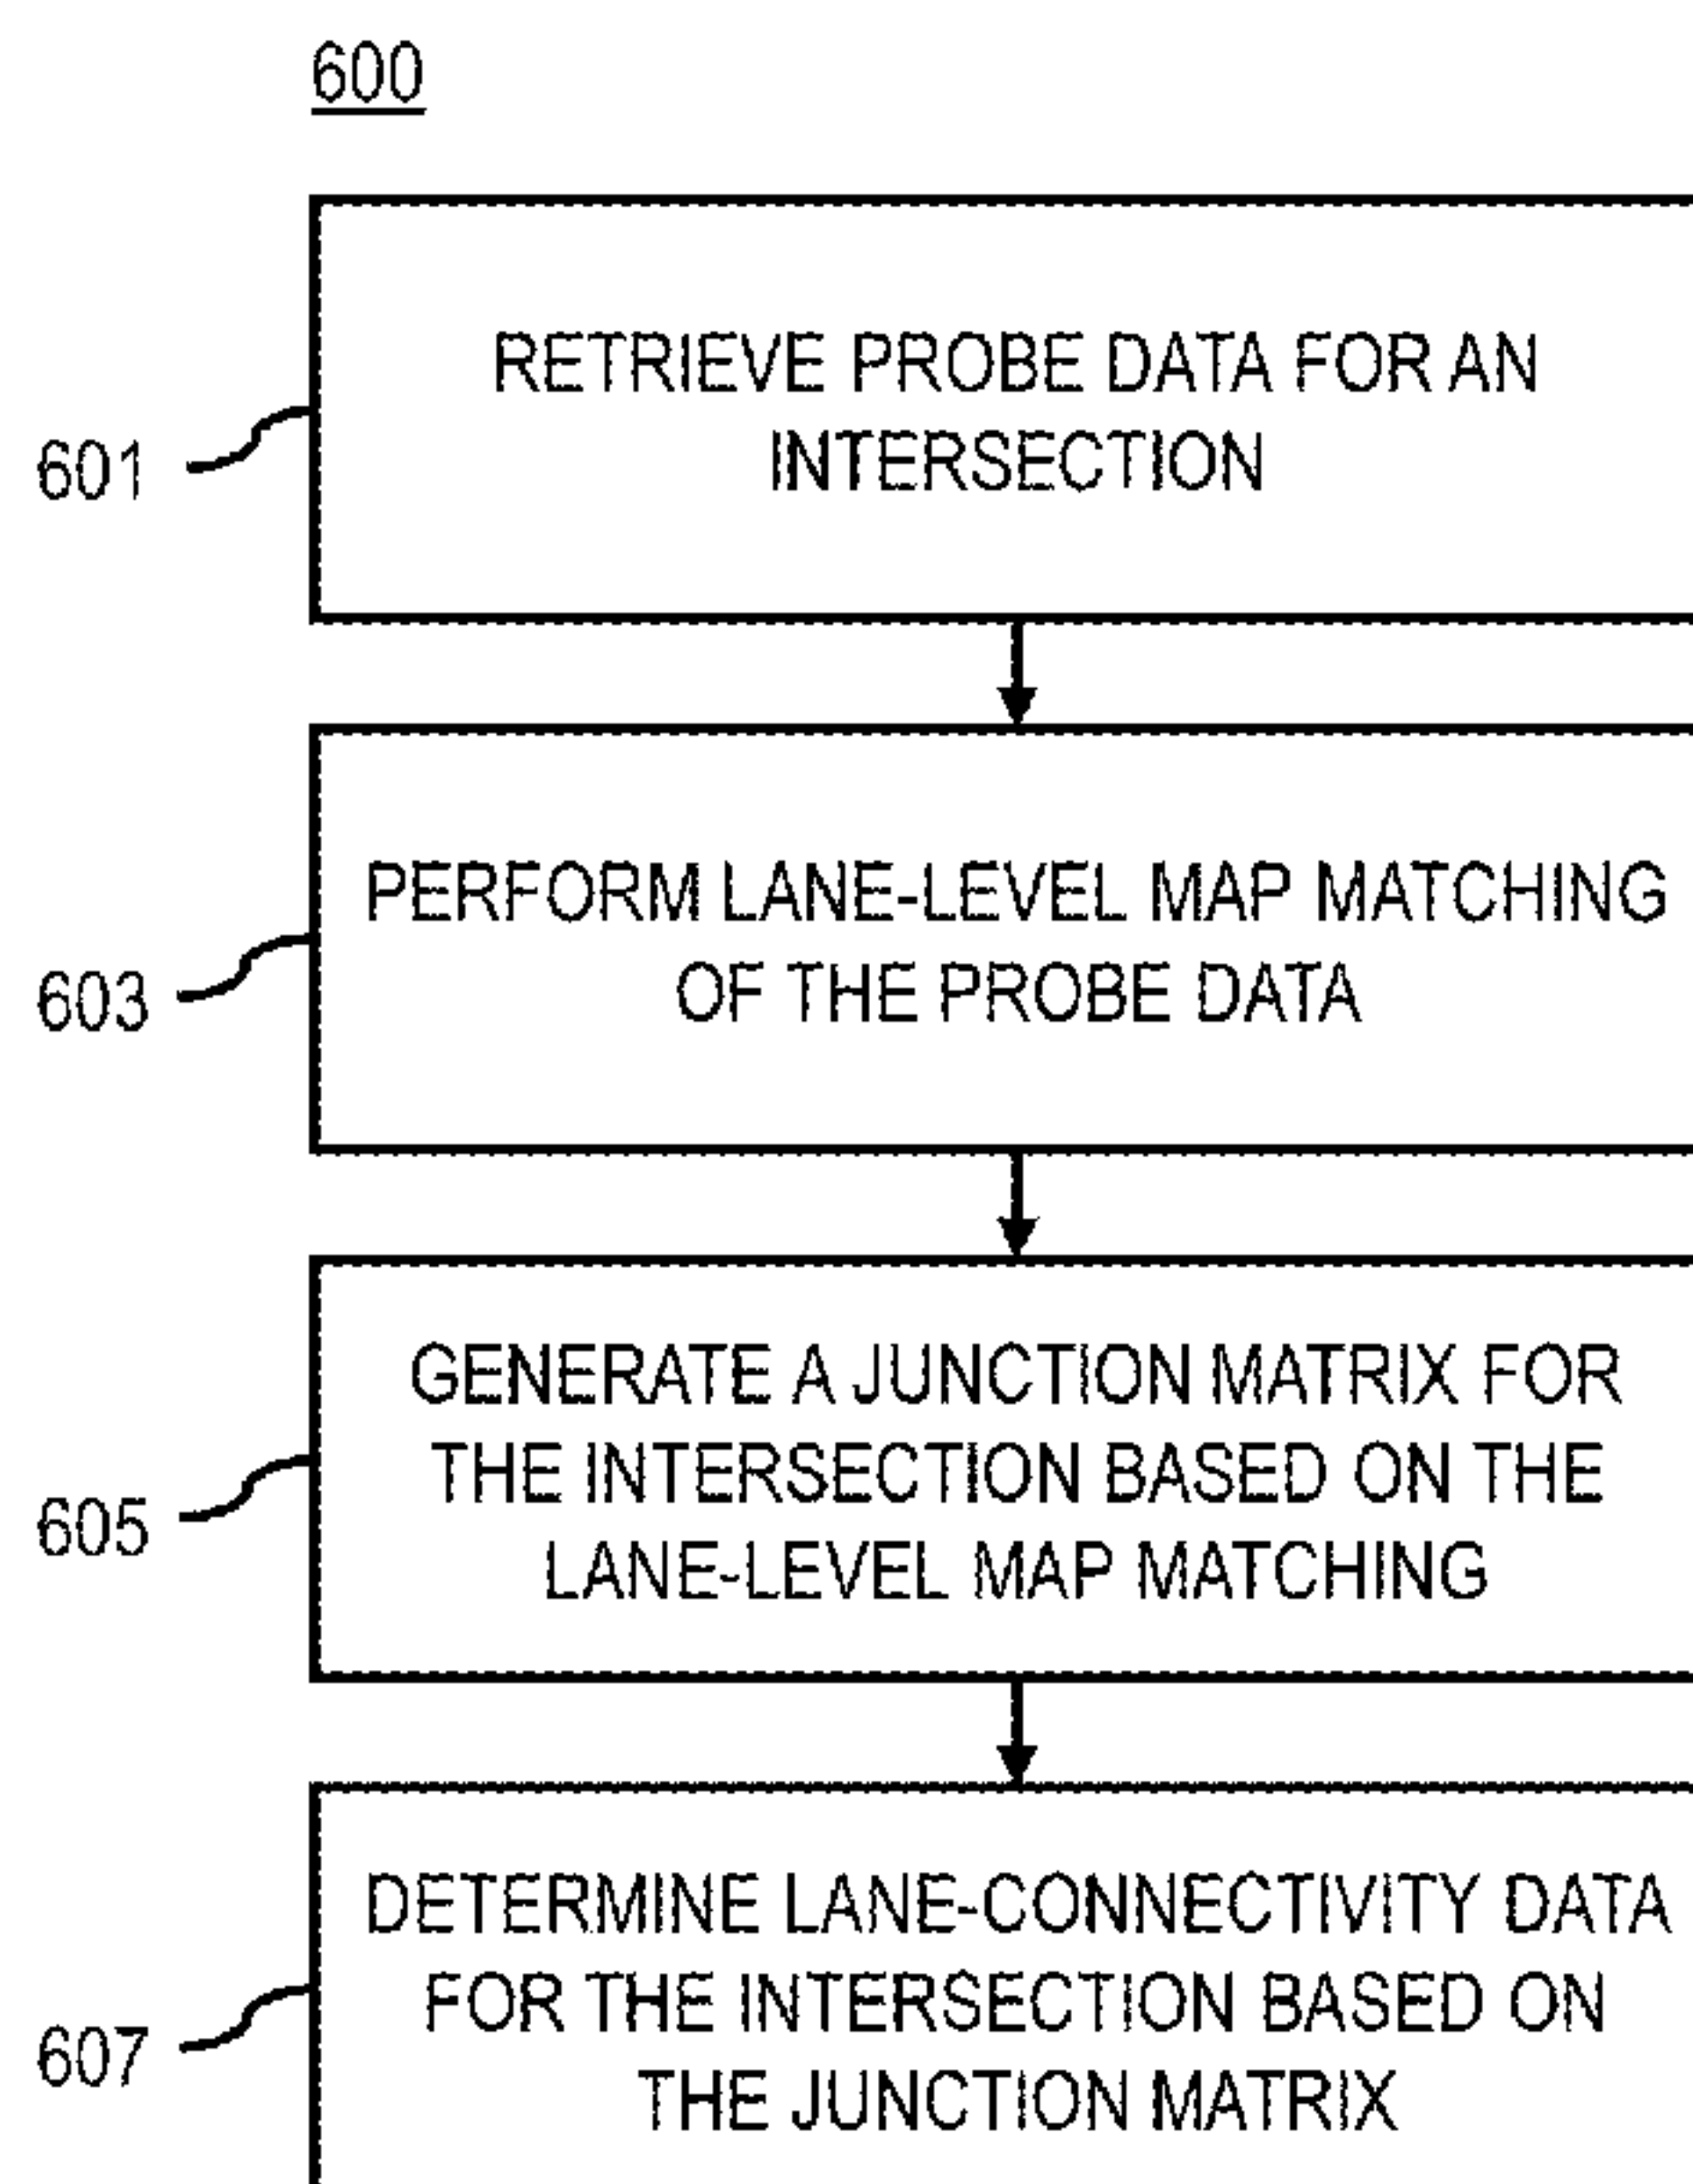 600
RETRIEVE PROBE DATA FOR AN
INTERSECTION
601
PERFORM LANE-LEVEL MAP MATCHING
OF THE PROBE DATA
603
GENERATE A JUNCTION MATRIX FOR
THE INTERSECTION BASED ON THE
LANE-LEVEL MAP MATCHING
605
DETERMINE LANE-CONNECTIVITY DATA
FOR THE INTERSECTION BASED ON
THE JUNCTION MATRIX
607